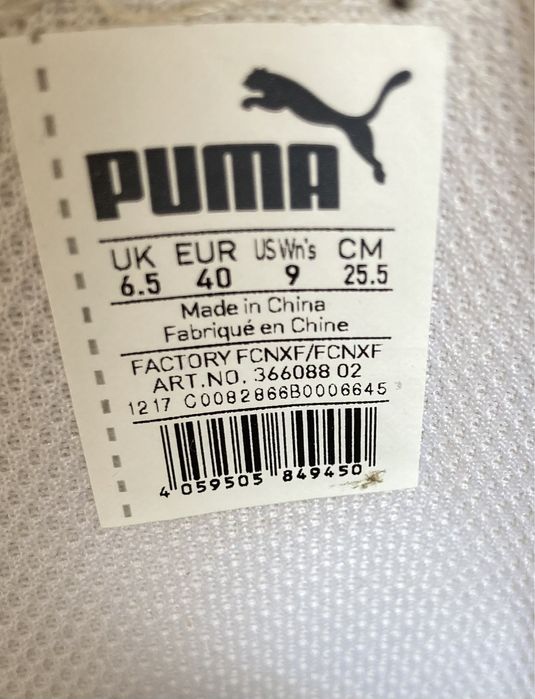 PUMA
UK EUR US Wn's CM
6.5 40 9 25.5
Made in China
Fabriqué en Chine
FACTORY FCNXF/FCNXF
ART.NO. 366088 02
1217 C0082866B0006645
4 059505 849450